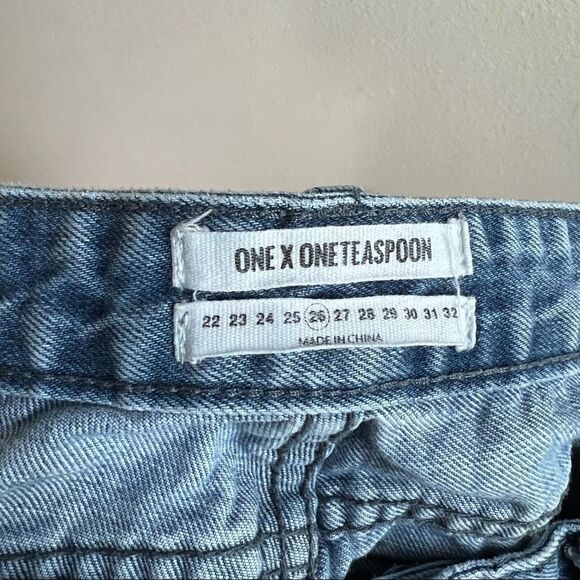 ONE X ONETEASPOON
22 23 24 25 26 27 28 29 30 31 32
MADE IN CHINA